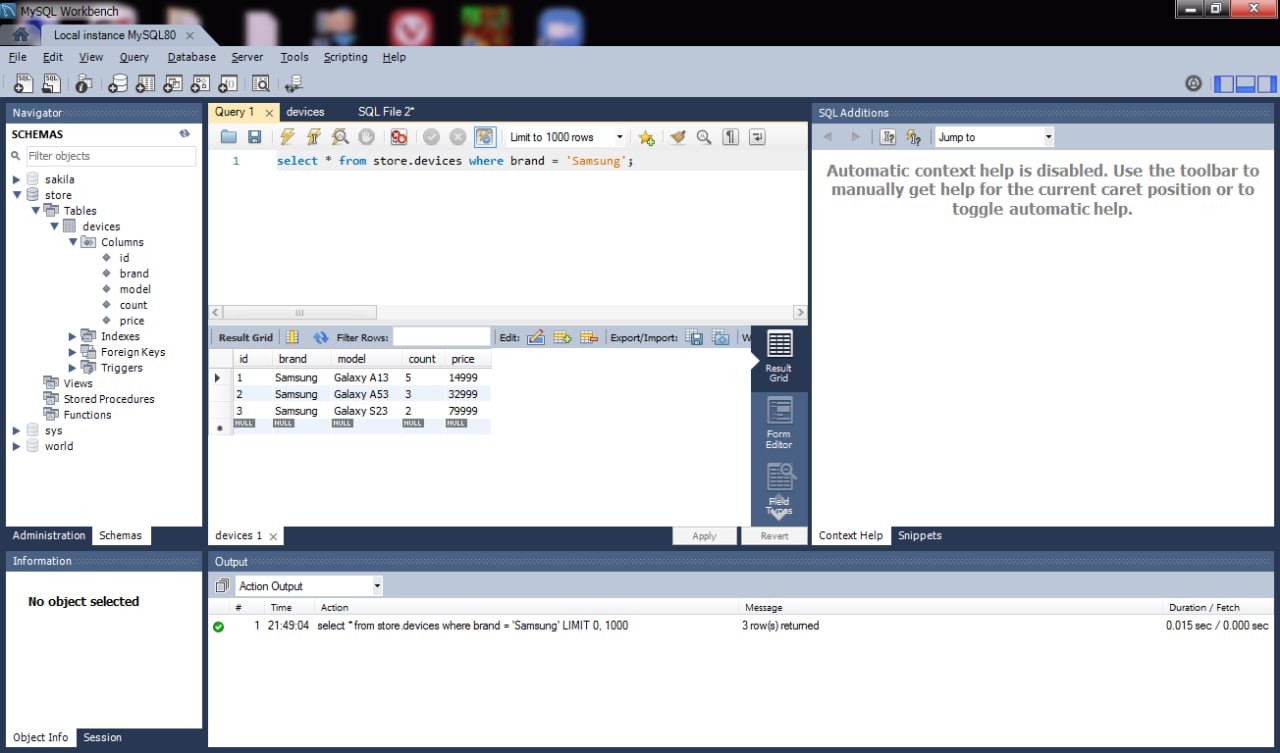 MySQL Workbench
Local instance MySQL80
File Edit View Query Database Server Tools Scripting Help
Navigator
SCHEMAS
Filter objects
sakila
store
Tables
devices
Columns
id
brand
model
count
price
Indexes
Foreign Keys
Triggers
Views
Stored Procedures
Functions
sys
world
Administration Schemas
Information
No object selected
Object Info Session
Query 1 devices SQL File 2*
Limit to 1000 rows
1 select * from store.devices where brand = 'Samsung';
Result Grid Filter Rows: Edit: Export/Import: W
id brand model count price
1 Samsung Galaxy A13 5 14999
2 Samsung Galaxy A53 3 32999
3 Samsung Galaxy S23 2 79999
NULL NULL NULL NULL NULL
Result
Grid
Form
Editor
Field
Types
devices 1 Apply Revert
SQL Additions
Jump to
Automatic context help is disabled. Use the toolbar to
manually get help for the current caret position or to
toggle automatic help.
Context Help Snippets
Output
Action Output
# Time Action Message Duration / Fetch
1 21:49:04 select * from store.devices where brand = 'Samsung' LIMIT 0, 1000 3 row(s) returned 0.015 sec / 0.000 sec